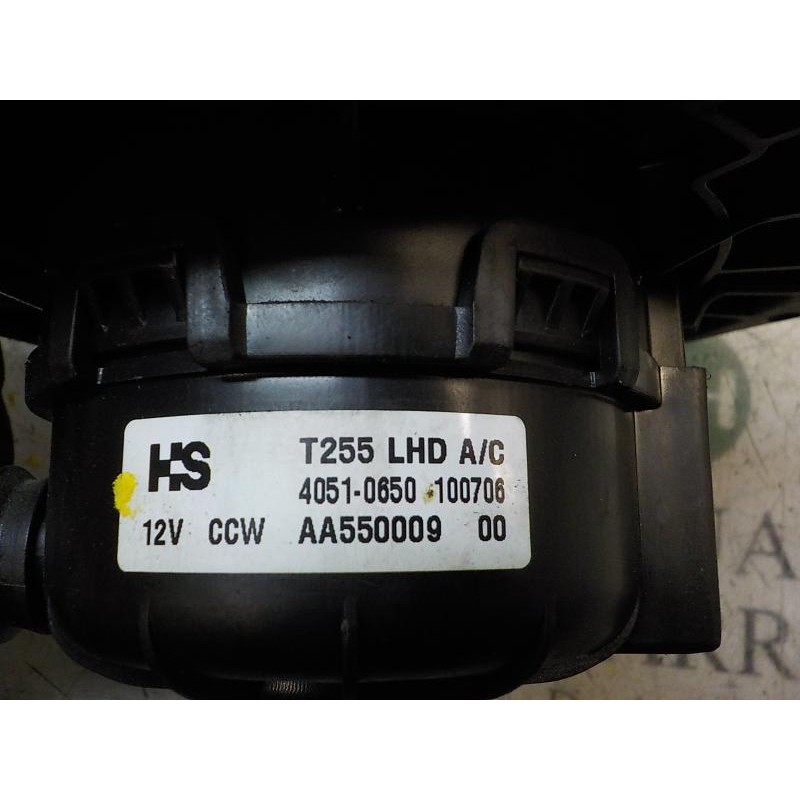 HS T255 LHD A/C
4051-0650 100706
12V CCW AA550009 00